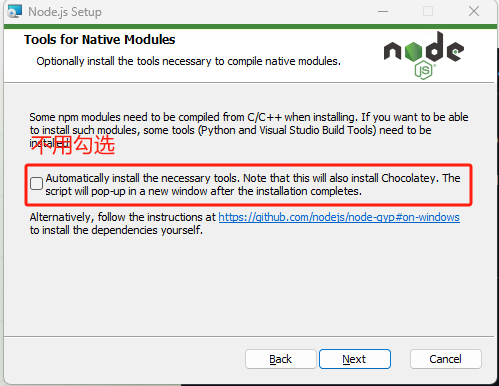 Node.js Setup
Tools for Native Modules
Optionally install the tools necessary to compile native modules.
node
JS
Some npm modules need to be compiled from C/C++ when installing. If you want to be able
to install such modules, some tools (Python and Visual Studio Build Tools) need to be
installed.
不用勾选
Automatically install the necessary tools. Note that this will also install Chocolatey. The
script will pop-up in a new window after the installation completes.
Alternatively, follow the instructions at https://github.com/nodejs/node-gyp#on-windows
to install the dependencies yourself.
Back
Next
Cancel